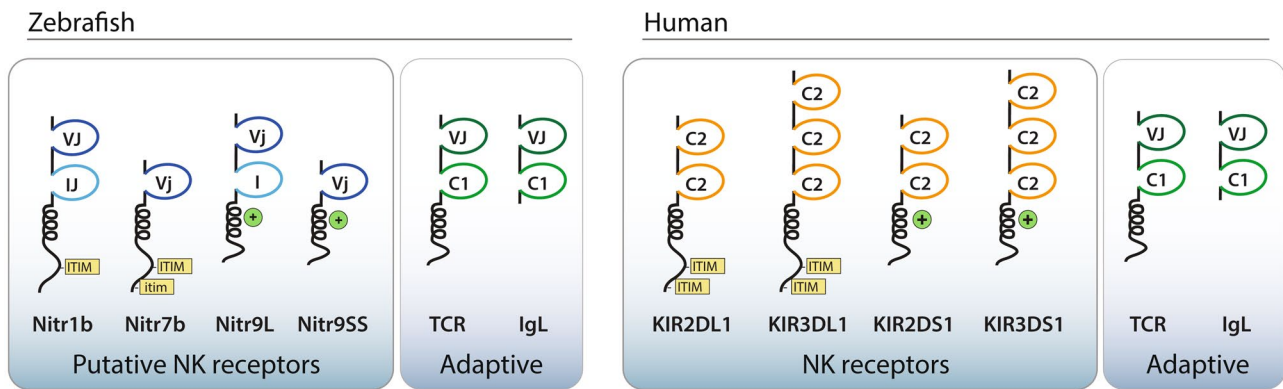 Zebrafish
VJ
IJ
ITIM
Nitr1b
Vj
ITIM
itim
Nitr7b
Vj
I
+
Nitr9L
Vj
+
Nitr9SS
Putative NK receptors
VJ
C1
TCR
VJ
C1
IgL
Adaptive
Human
C2
C2
ITIM
ITIM
KIR2DL1
C2
C2
C2
ITIM
ITIM
KIR3DL1
C2
C2
+
KIR2DS1
C2
C2
C2
+
KIR3DS1
NK receptors
VJ
C1
TCR
VJ
C1
IgL
Adaptive